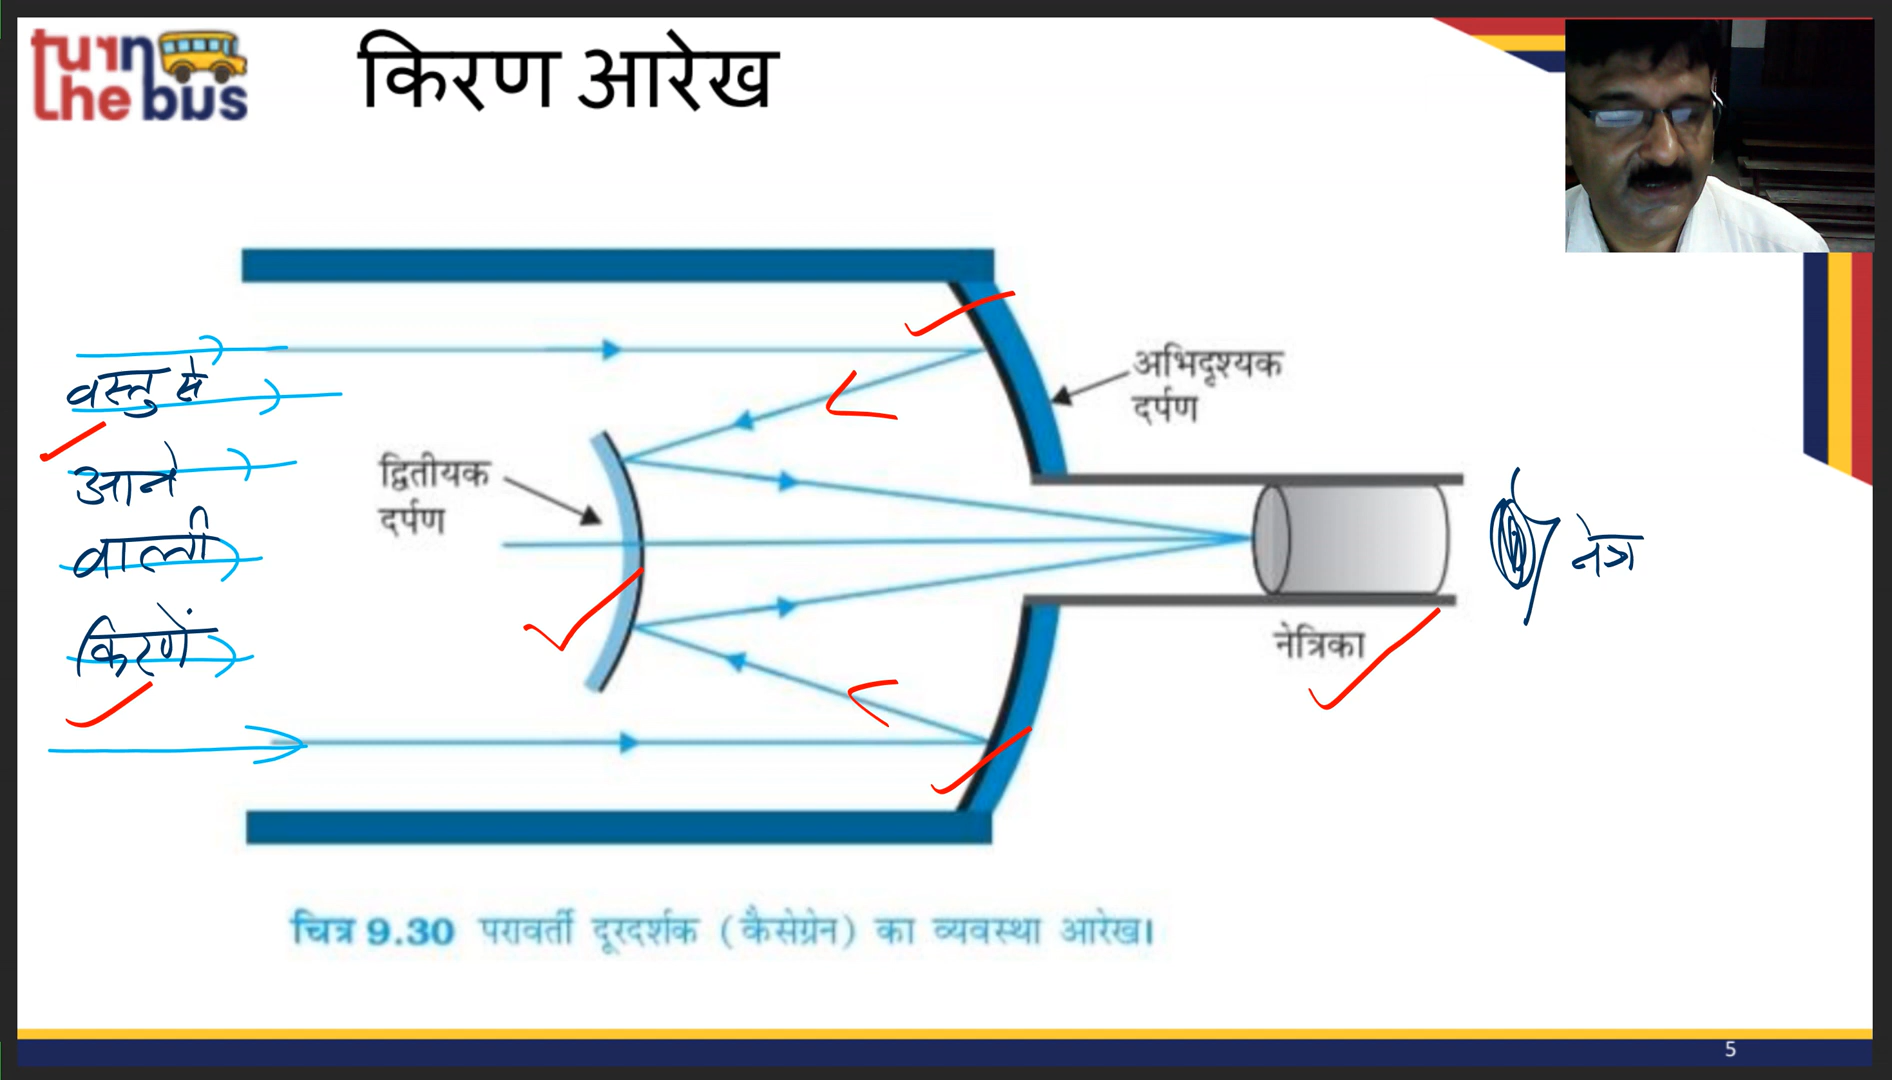 turn
the bus
किरण आरेख
वस्तु से
आने
वाली
किरणें
अभिदृश्यक
दर्पण
द्वितीयक
दर्पण
नेत्र
नेत्रिका
चित्र 9.30 परावर्ती दूरदर्शक (कैसेग्रेन) का व्यवस्था आरेख।
5